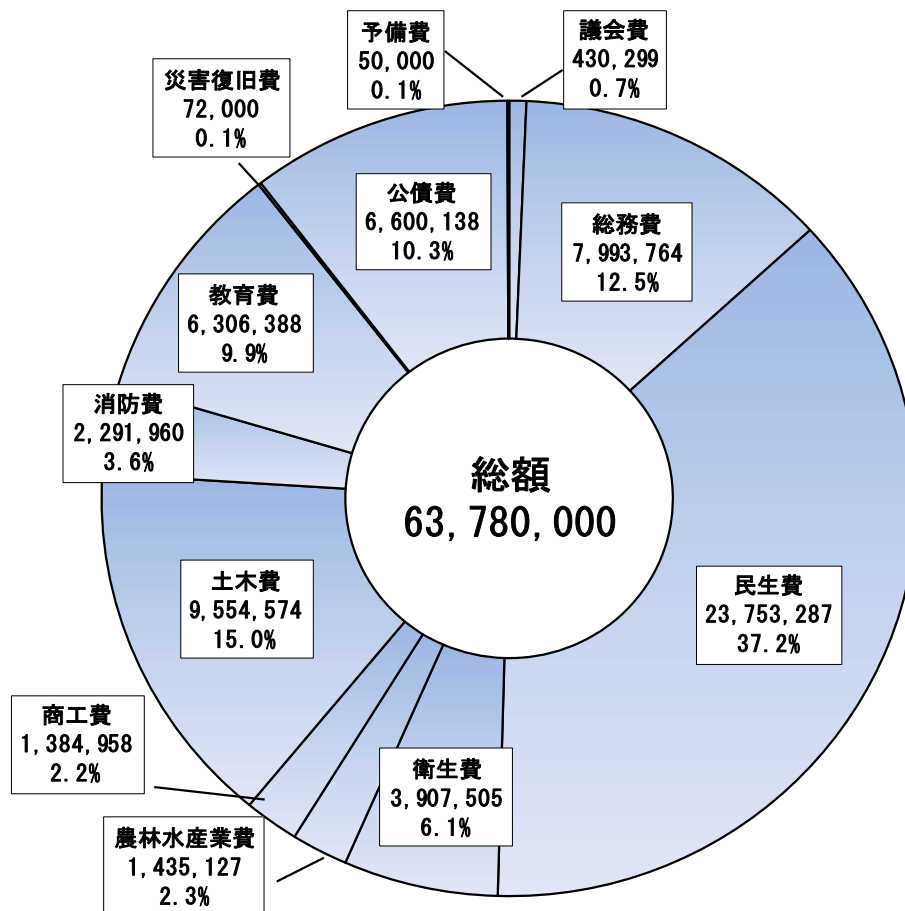 予備費
50,000
0.1%
議会費
430,299
0.7%
災害復旧費
72,000
0.1%
公債費
6,600,138
10.3%
総務費
7,993,764
12.5%
教育費
6,306,388
9.9%
消防費
2,291,960
3.6%
総額
63,780,000
土木費
9,554,574
15.0%
民生費
23,753,287
37.2%
商工費
1,384,958
2.2%
衛生費
3,907,505
6.1%
農林水産業費
1,435,127
2.3%